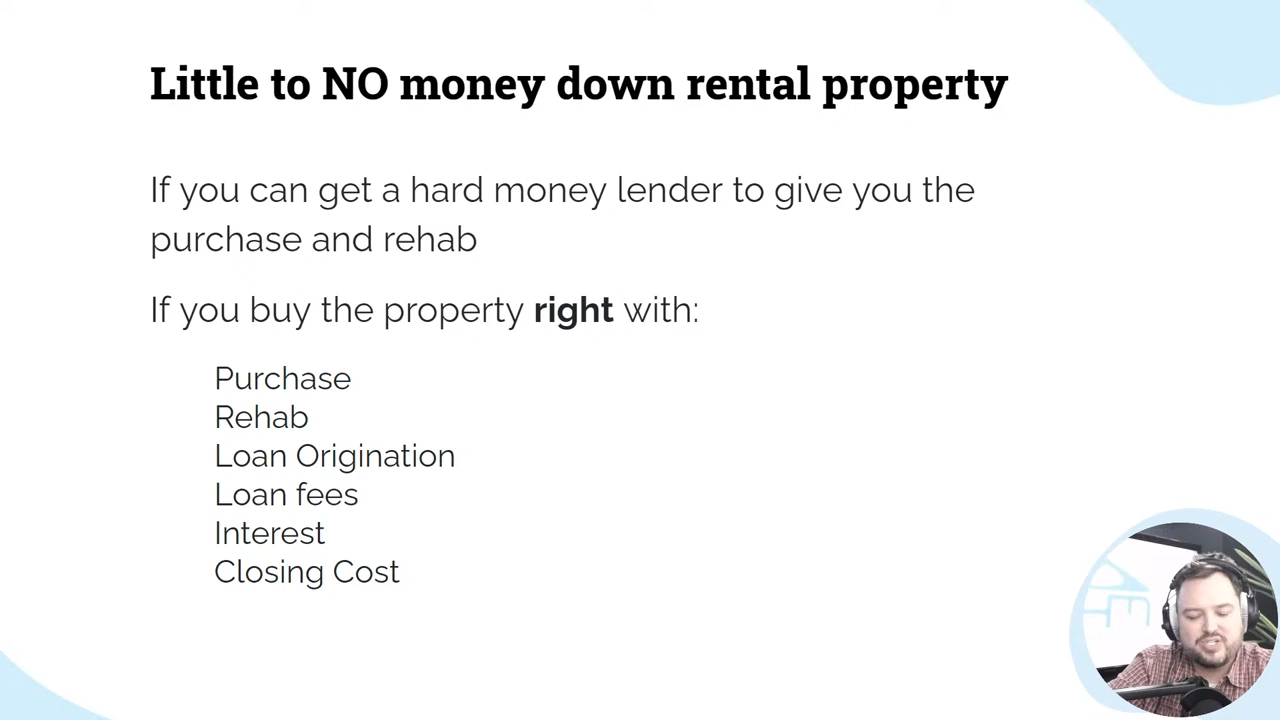 Little to NO money down rental property
If you can get a hard money lender to give you the
purchase and rehab
If you buy the property right with:
Purchase
Rehab
Loan Origination
Loan fees
Interest
Closing Cost